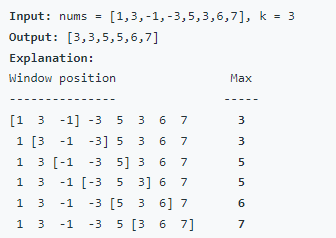 Input: nums = [1,3,-1,-3,5,3,6,7], k = 3
Output: [3,3,5,5,6,7]
Explanation:
Window position                Max
---------------               -----
[1  3  -1] -3  5  3  6  7       3
 1 [3  -1  -3] 5  3  6  7       3
 1  3 [-1  -3  5] 3  6  7       5
 1  3  -1 [-3  5  3] 6  7       5
 1  3  -1  -3 [5  3  6] 7       6
 1  3  -1  -3  5 [3  6  7]      7